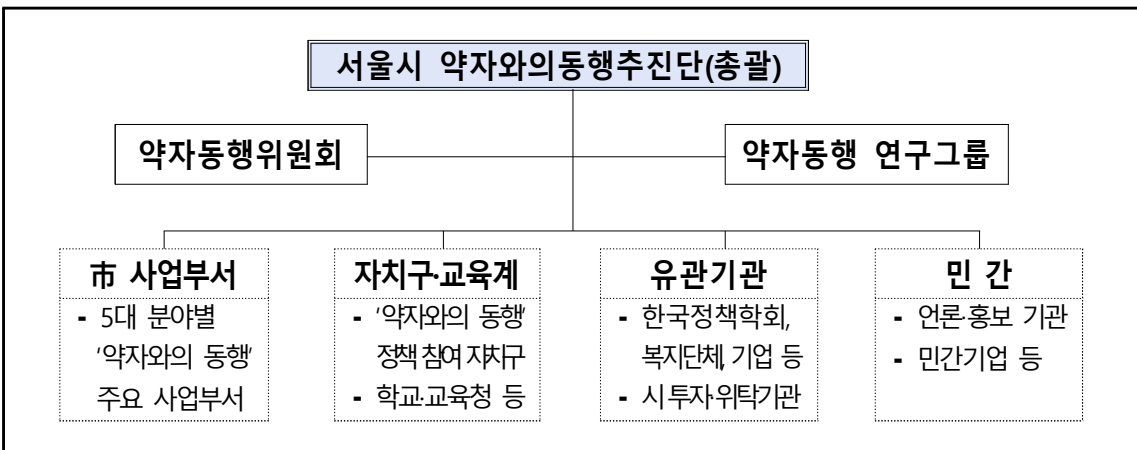 서울시 약자와의동행추진단(총괄)
약자동행위원회
약자동행 연구그룹
市 사업부서
- 5대 분야별
'약자와의 동행'
주요 사업부서
자치구·교육계
- '약자와의 동행'
정책 참여 자치구
- 학교·교육청 등
유관기관
- 한국정책학회,
복지단체, 기업 등
- 시 투자·위탁기관
민 간
- 언론·홍보 기관
- 민간기업 등